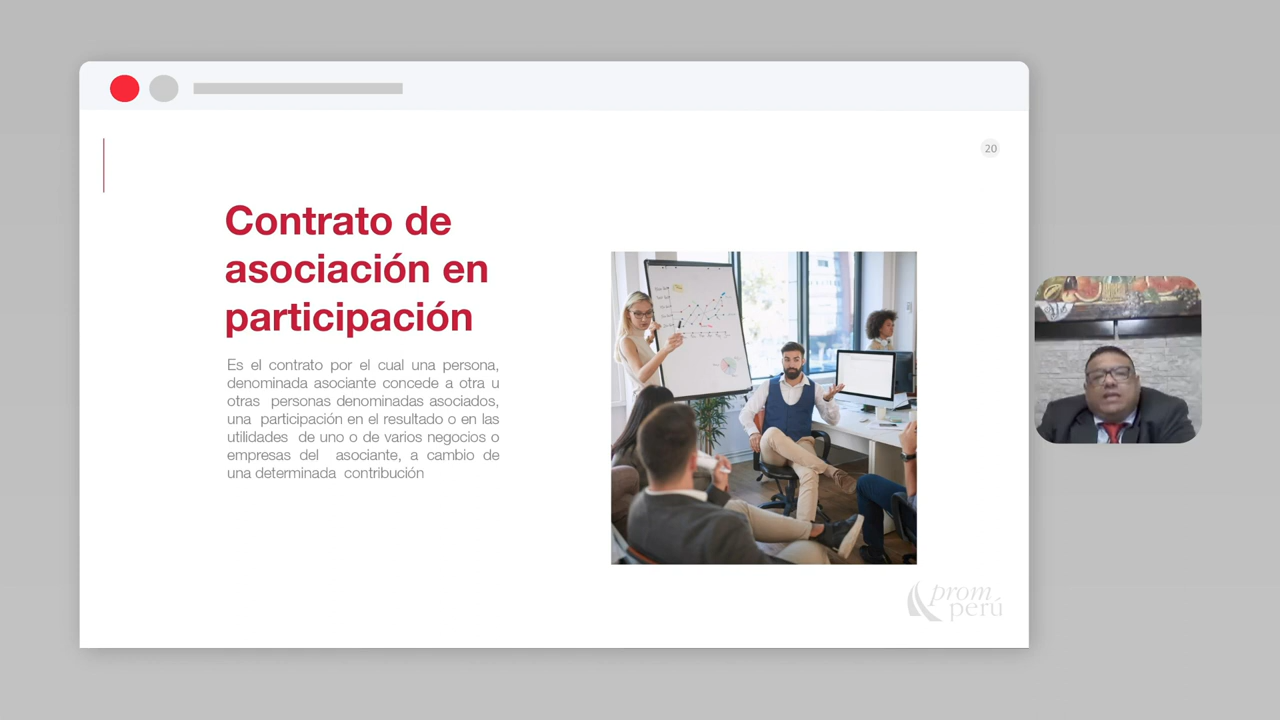 20
Contrato de
asociación en
participación
Es el contrato por el cual una persona,
denominada asociante concede a otra u
otras personas denominadas asociados,
una participación en el resultado o en las
utilidades de uno o de varios negocios o
empresas del asociante, a cambio de
una determinada contribución
prom
perú